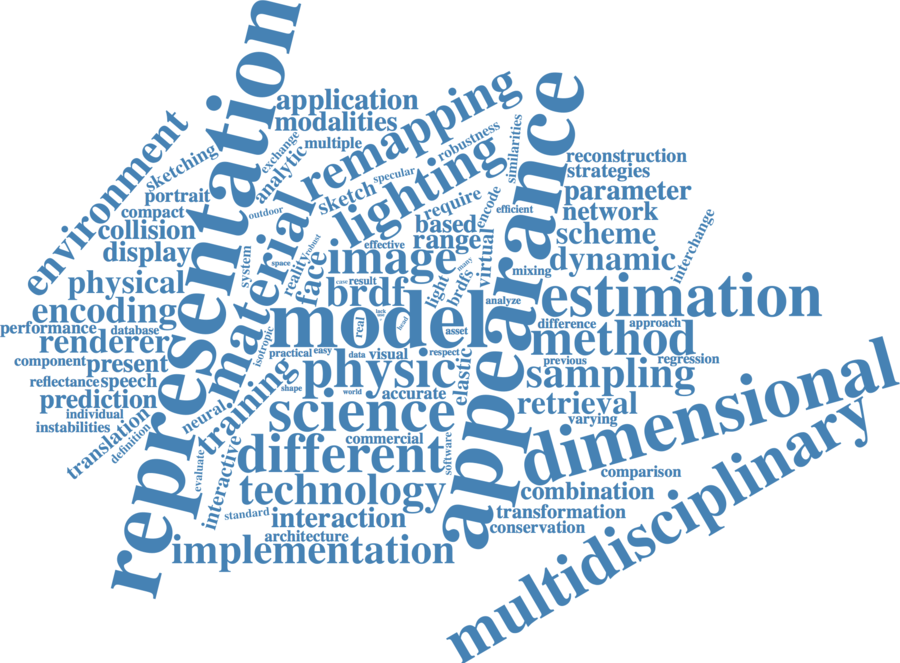 representation
application
modalities
remapping
appearance
environment
sketching
exchange
analytic
multiple
robustness
similarities
portrait
compact
collision
display
outdoor
material
sketch
specular
lighting
require
encode
efficient
reconstruction
strategies
parameter
network
scheme
dynamic
interchange
physical
encoding
system
space
reality
robust
face
effective
image
based
range
light
many
brdfs
virtual
mixing
case
result
brdf
analyze
estimation
performance
database
renderer
isotropic
model
real
lach
head
asset
difference
approach
method
component
present
practical
easy
data
visual
respect
elastic
previous
regression
reflectance
speech
prediction
shape
physic
world
accurate
sampling
retrieval
varying
individual
instabilities
translation
definition
neural
training
science
dimensional
evaluate
interactive
different
commercial
software
comparison
technology
combination
multidisciplinary
standard
interaction
transformation
conservation
architecture
implementation